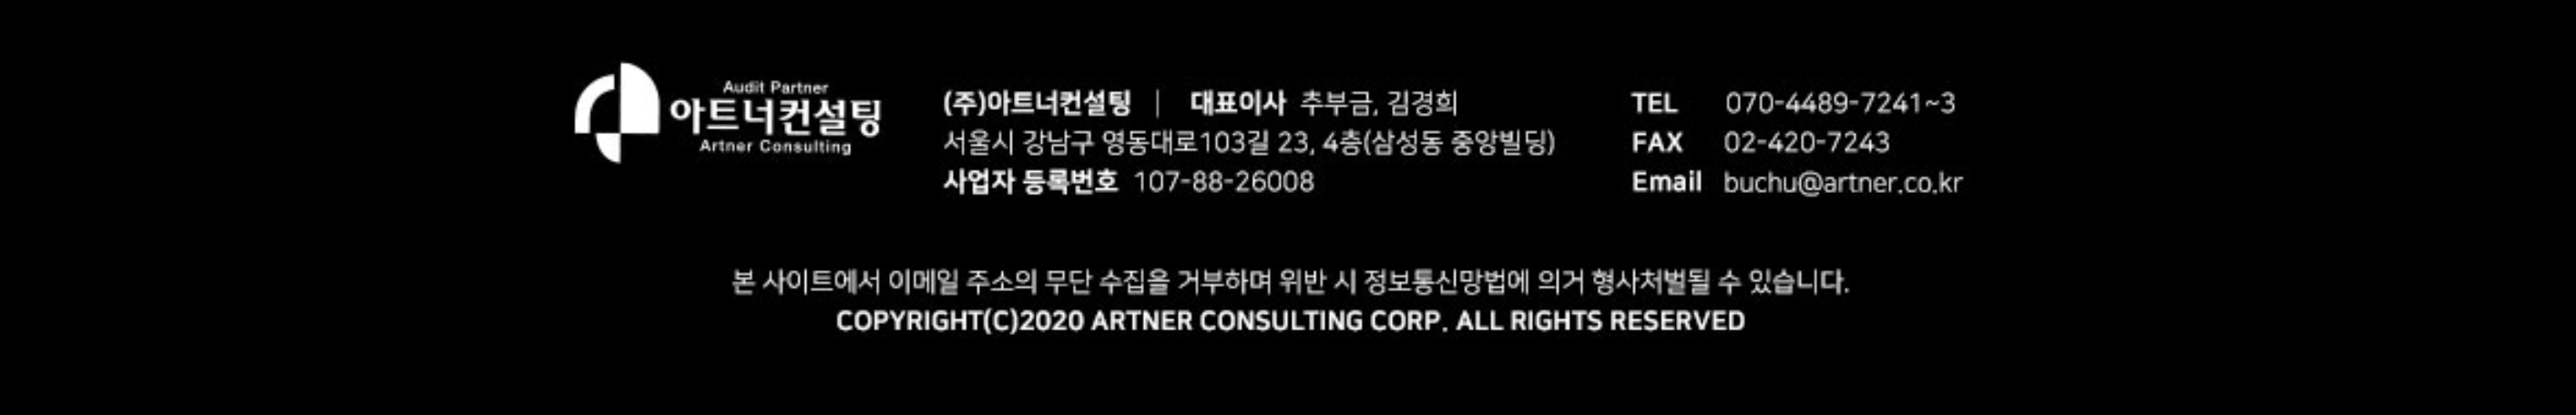 Audit Partner
아트너컨설팅
Artner Consulting
(주)아트너컨설팅 | 대표이사 추부금, 김경희
서울시 강남구 영동대로103길 23, 4층(삼성동 중앙빌딩)
사업자 등록번호 107-88-26008
TEL 070-4489-7241~3
FAX 02-420-7243
Email buchu@artner.co.kr
본 사이트에서 이메일 주소의 무단 수집을 거부하며 위반 시 정보통신망법에 의거 형사처벌될 수 있습니다.
COPYRIGHT(C)2020 ARTNER CONSULTING CORP. ALL RIGHTS RESERVED